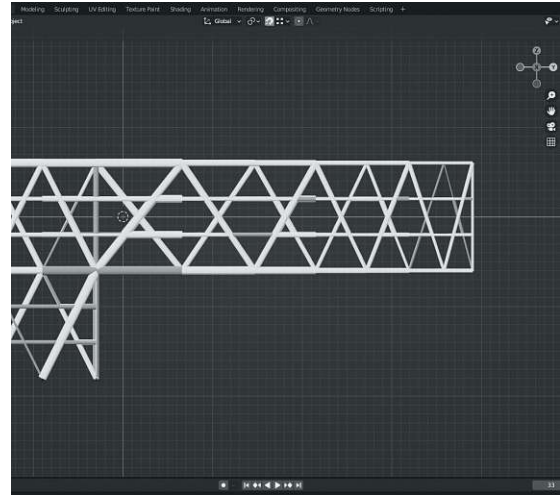 Modeling Sculpting UV Editing Texture Paint Shading Animation Rendering Compositing Geometry Nodes Scripting +
ject Global
Z
Y
33